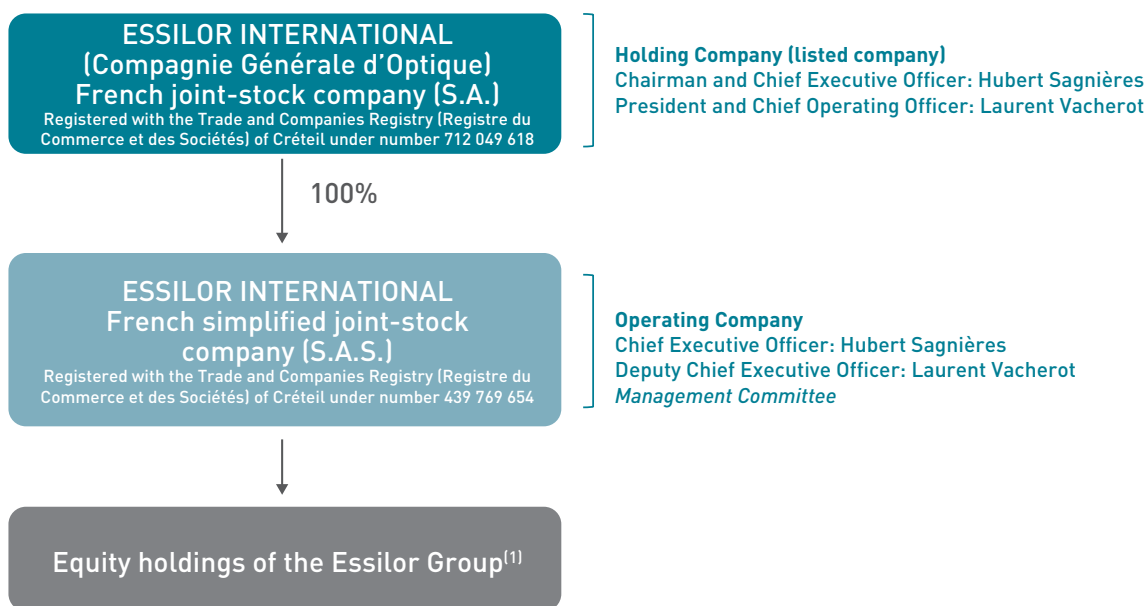 ESSILOR INTERNATIONAL
(Compagnie Générale d’Optique)
French joint-stock company (S.A.)
Registered with the Trade and Companies Registry (Registre du
Commerce et des Sociétés) of Créteil under number 712 049 618
Holding Company (listed company)
Chairman and Chief Executive Officer: Hubert Sagnières
President and Chief Operating Officer: Laurent Vacherot
100%
ESSILOR INTERNATIONAL
French simplified joint-stock
company (S.A.S.)
Registered with the Trade and Companies Registry (Registre du
Commerce et des Sociétés) of Créteil under number 439 769 654
Operating Company
Chief Executive Officer: Hubert Sagnières
Deputy Chief Executive Officer: Laurent Vacherot
Management Committee
Equity holdings of the Essilor Group(1)